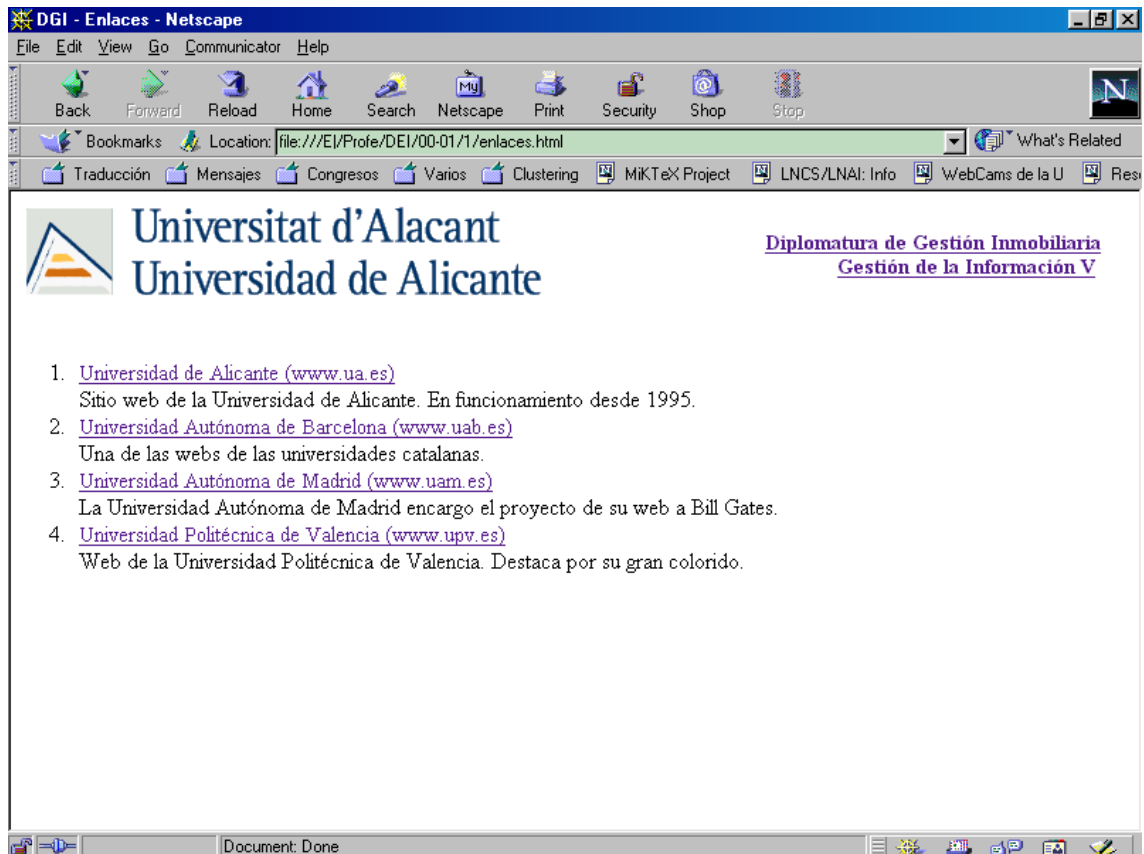 DGI - Enlaces - Netscape
File Edit View Go Communicator Help
Back Forward Reload Home Search Netscape Print Security Shop Stop
Bookmarks Location: file:///E|/Profe/DEI/00-01/1/enlaces.html What's Related
Traducción Mensajes Congresos Varios Clustering MiKTeX Project LNCS/LNAI: Info WebCams de la U Res
Universitat d'Alacant
Universidad de Alicante
Diplomatura de Gestión Inmobiliaria
Gestión de la Información V
1. Universidad de Alicante (www.ua.es)
Sitio web de la Universidad de Alicante. En funcionamiento desde 1995.
2. Universidad Autónoma de Barcelona (www.uab.es)
Una de las webs de las universidades catalanas.
3. Universidad Autónoma de Madrid (www.uam.es)
La Universidad Autónoma de Madrid encargo el proyecto de su web a Bill Gates.
4. Universidad Politécnica de Valencia (www.upv.es)
Web de la Universidad Politécnica de Valencia. Destaca por su gran colorido.
Document: Done